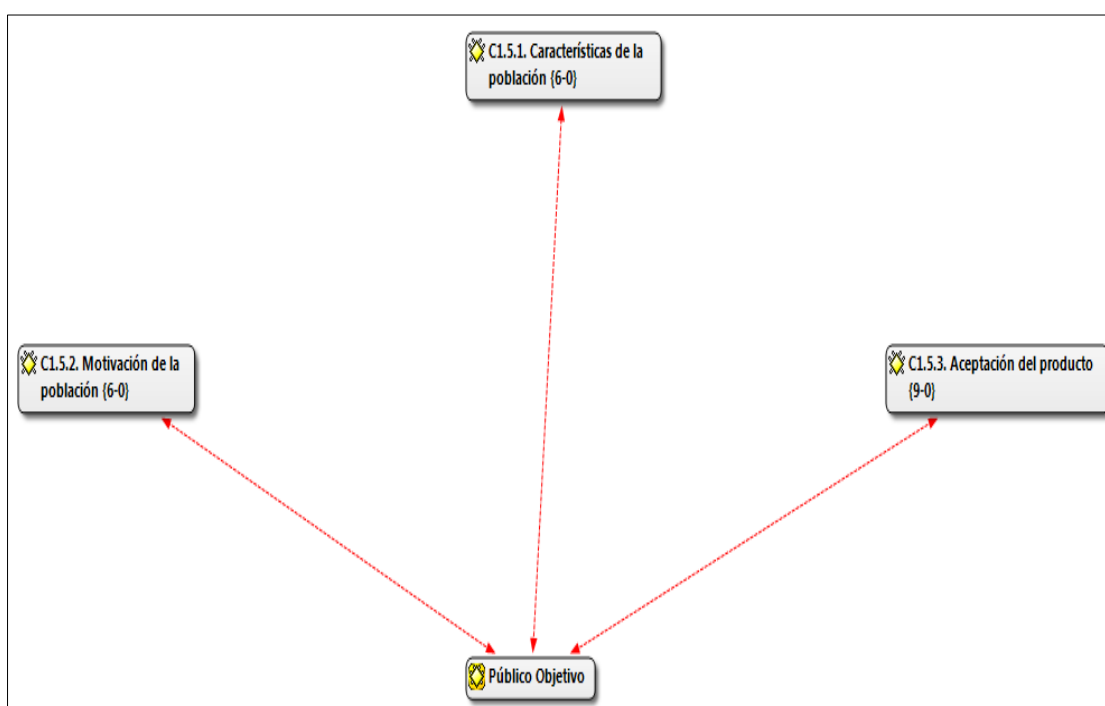 C1.5.1. Características de la
población {6-0}
C1.5.2. Motivación de la
población {6-0}
C1.5.3. Aceptación del producto
{9-0}
Público Objetivo